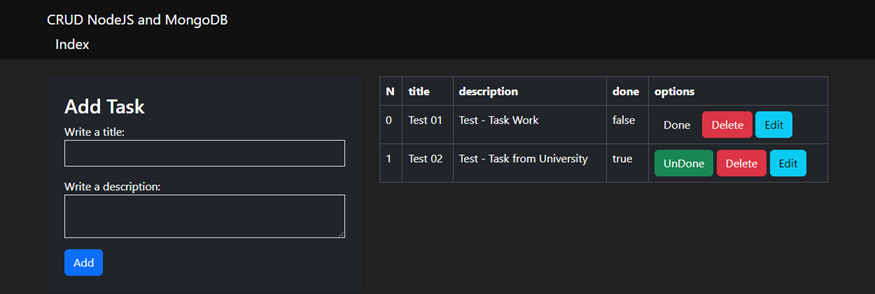 CRUD NodeJS and MongoDB
Index
Add Task
Write a title:
Write a description:
Add
N title description done options
0 Test 01 Test - Task Work false Done Delete Edit
1 Test 02 Test - Task from University true UnDone Delete Edit